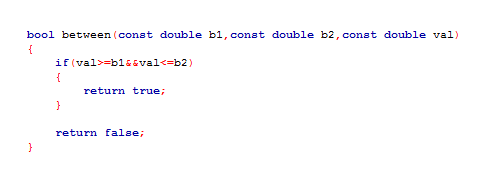 bool between(const double b1,const double b2,const double val)
{
if(val>=b1&&val<=b2)
{
return true;
}
return false;
}